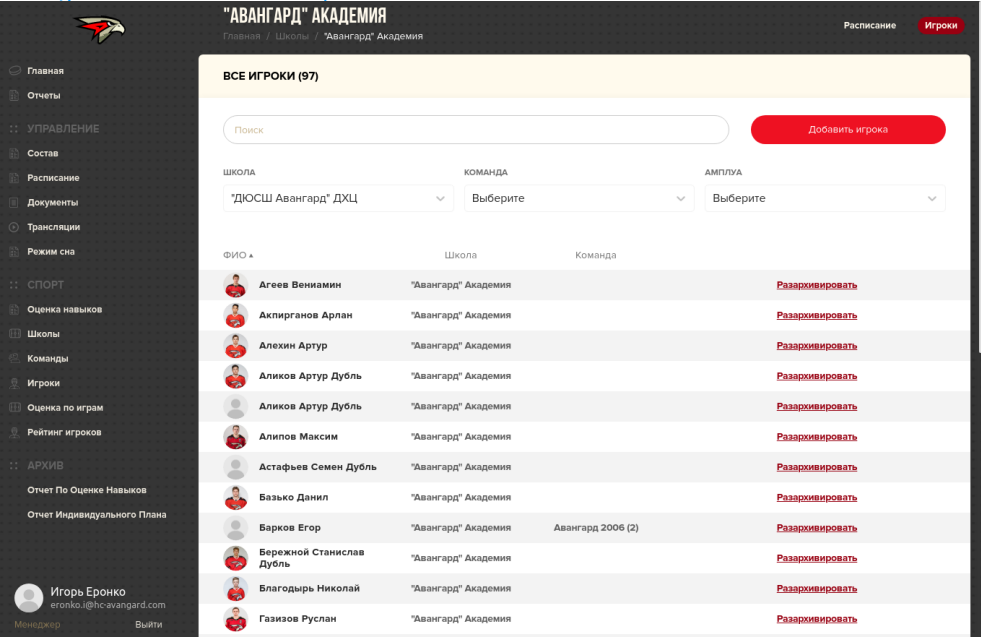 "АВАНГАРД" АКАДЕМИЯ
Главная / Школы / "Авангард" Академия
Расписание
Игроки
Главная
Отчеты
УПРАВЛЕНИЕ
Состав
Расписание
Документы
Трансляции
Режим сна
СПОРТ
Оценка навыков
Школы
Команды
Игроки
Оценка по играм
Рейтинг игроков
АРХИВ
Отчет По Оценке Навыков
Отчет Индивидуального Плана
Игорь Еронко
eronko.i@hc-avangard.com
Менеджер Выйти
ВСЕ ИГРОКИ (97)
Поиск
Добавить игрока
ШКОЛА КОМАНДА АМПЛУА
"ДЮСШ Авангард" ДХЦ Выберите Выберите
ФИО Школа Команда
Агеев Вениамин "Авангард" Академия Разархивировать
Акпирганов Арлан "Авангард" Академия Разархивировать
Алехин Артур "Авангард" Академия Разархивировать
Аликов Артур Дубль "Авангард" Академия Разархивировать
Аликов Артур Дубль "Авангард" Академия Разархивировать
Алипов Максим "Авангард" Академия Разархивировать
Астафьев Семен Дубль "Авангард" Академия Разархивировать
Базько Данил "Авангард" Академия Разархивировать
Барков Егор "Авангард" Академия Авангард 2006 (2) Разархивировать
Бережной Станислав
Дубль "Авангард" Академия Разархивировать
Благодырь Николай "Авангард" Академия Разархивировать
Газизов Руслан "Авангард" Академия Разархивировать